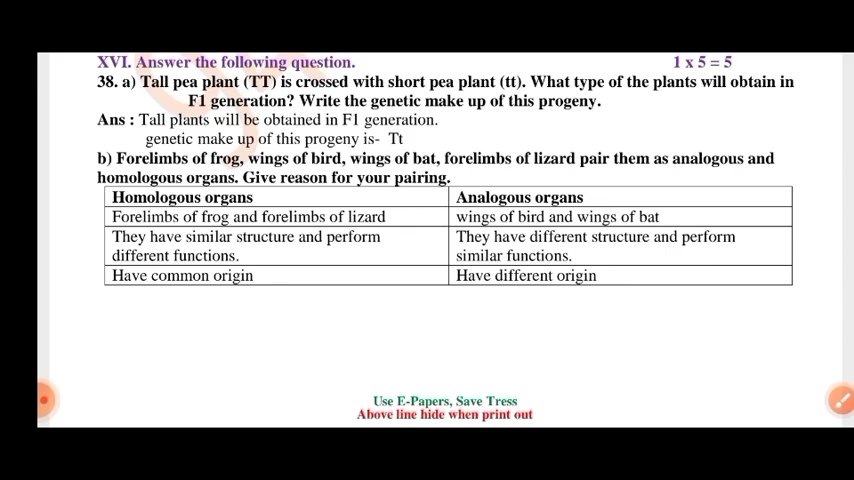 XVI. Answer the following question. 1 x 5 = 5
38. a) Tall pea plant (TT) is crossed with short pea plant (tt). What type of the plants will obtain in
F1 generation? Write the genetic make up of this progeny.
Ans : Tall plants will be obtained in F1 generation.
genetic make up of this progeny is- Tt
b) Forelimbs of frog, wings of bird, wings of bat, forelimbs of lizard pair them as analogous and
homologous organs. Give reason for your pairing.
Homologous organs Analogous organs
Forelimbs of frog and forelimbs of lizard wings of bird and wings of bat
They have similar structure and perform They have different structure and perform
different functions. similar functions.
Have common origin Have different origin
Use E-Papers, Save Tress
Above line hide when print out